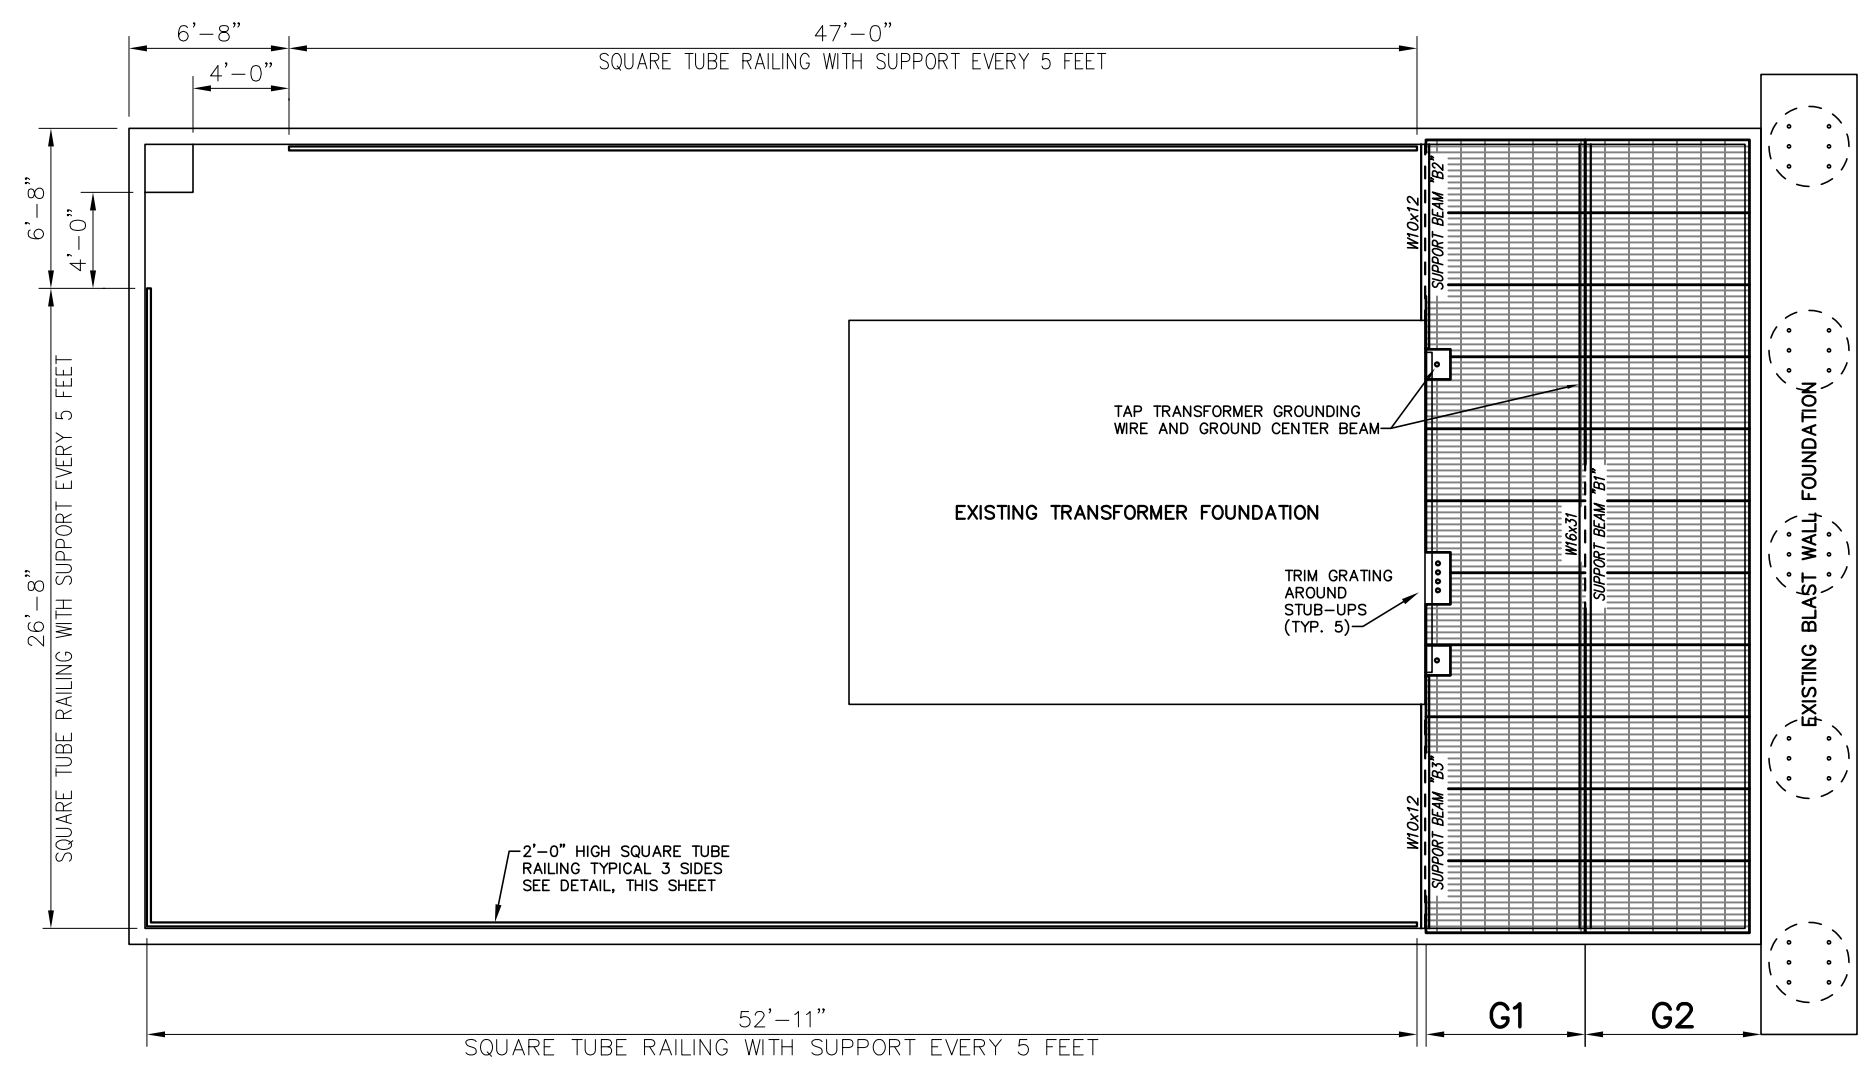 6'-8"
47'-0"
SQUARE TUBE RAILING WITH SUPPORT EVERY 5 FEET
4'-0"
6'-8"
4'-0"
W10x12
SUPPORT BEAM "B2"
26'-8"
SQUARE TUBE RAILING WITH SUPPORT EVERY 5 FEET
TAP TRANSFORMER GROUNDING
WIRE AND GROUND CENTER BEAM
EXISTING TRANSFORMER FOUNDATION
W16x31
SUPPORT BEAM "B1"
EXISTING BLAST WALL FOUNDATION
TRIM GRATING
AROUND
STUB-UPS
(TYP. 5)
W10x12
SUPPORT BEAM "B3"
2'-0" HIGH SQUARE TUBE
RAILING TYPICAL 3 SIDES
SEE DETAIL, THIS SHEET
52'-11"
SQUARE TUBE RAILING WITH SUPPORT EVERY 5 FEET
G1
G2